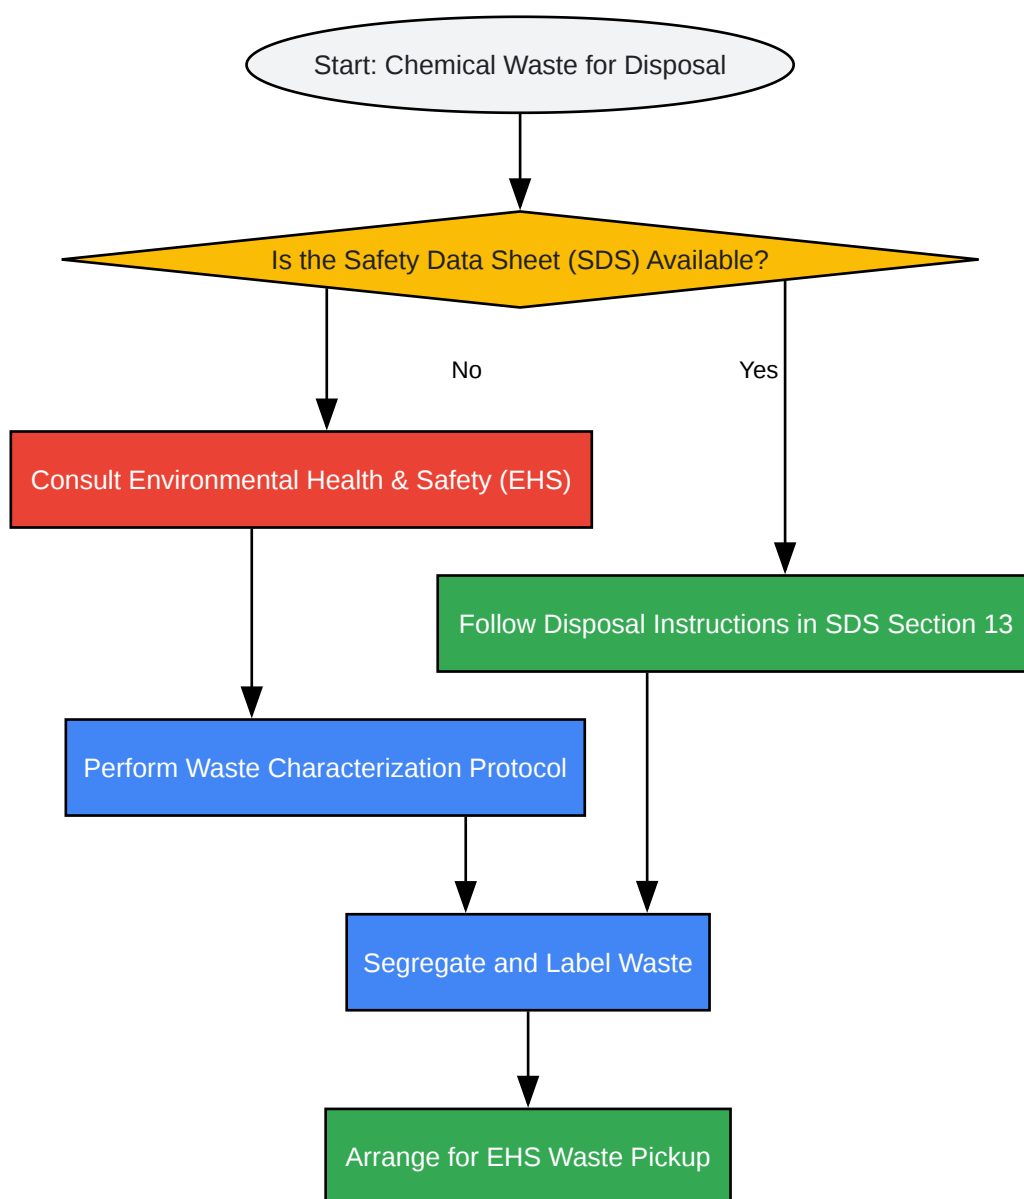 Start: Chemical Waste for Disposal
Is the Safety Data Sheet (SDS) Available?
No
Yes
Consult Environmental Health & Safety (EHS)
Follow Disposal Instructions in SDS Section 13
Perform Waste Characterization Protocol
Segregate and Label Waste
Arrange for EHS Waste Pickup